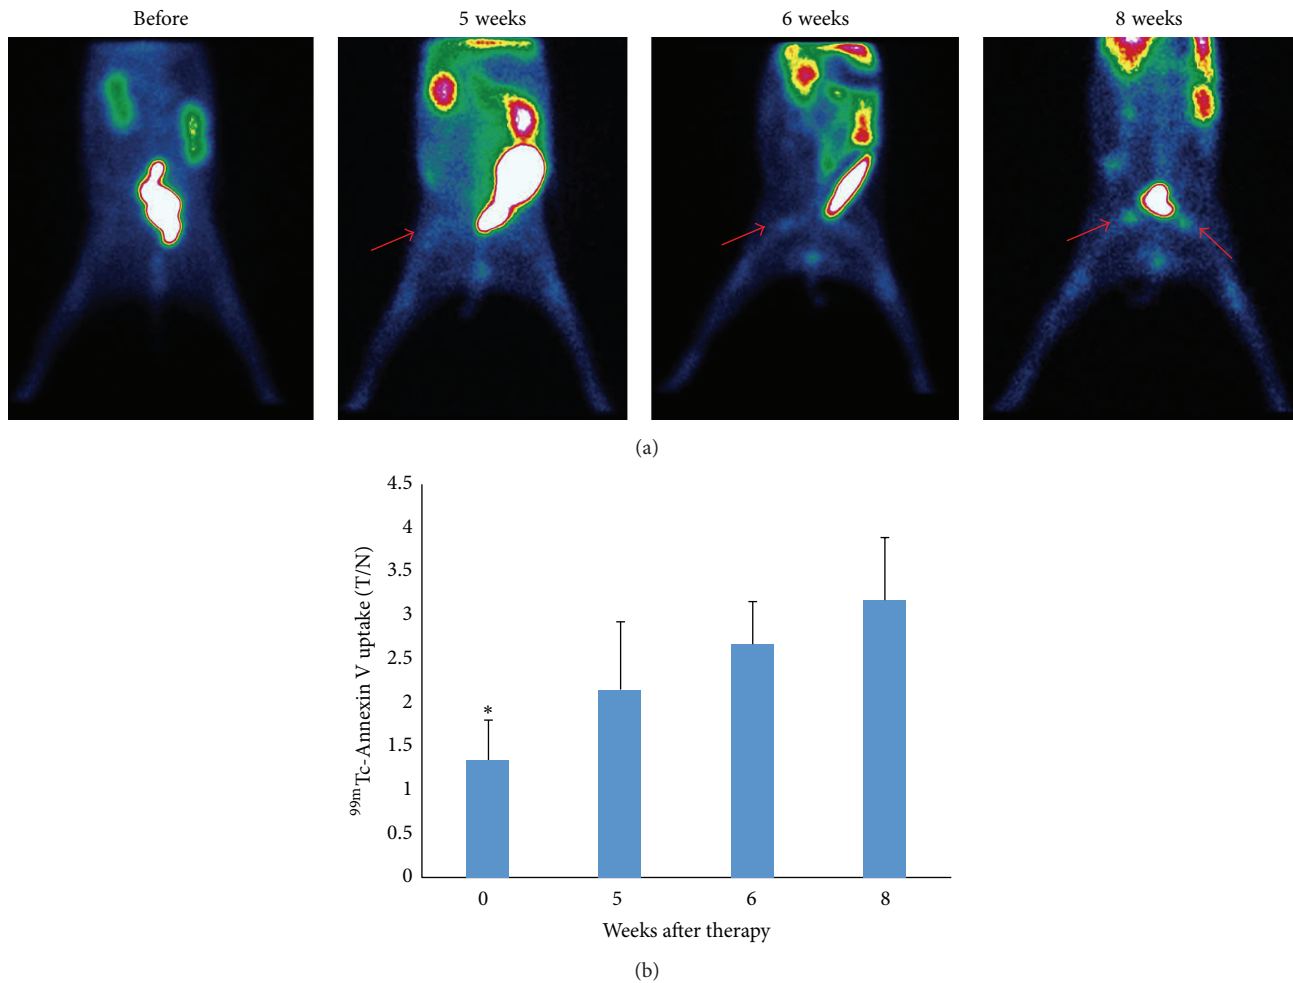 Before 5 weeks 6 weeks 8 weeks
(a)
4.5
4
3.5
3
2.5
2
1.5
1
0.5
0
99mTc-Annexin V uptake (T/N)
*
0 5 6 8
Weeks after therapy
(b)